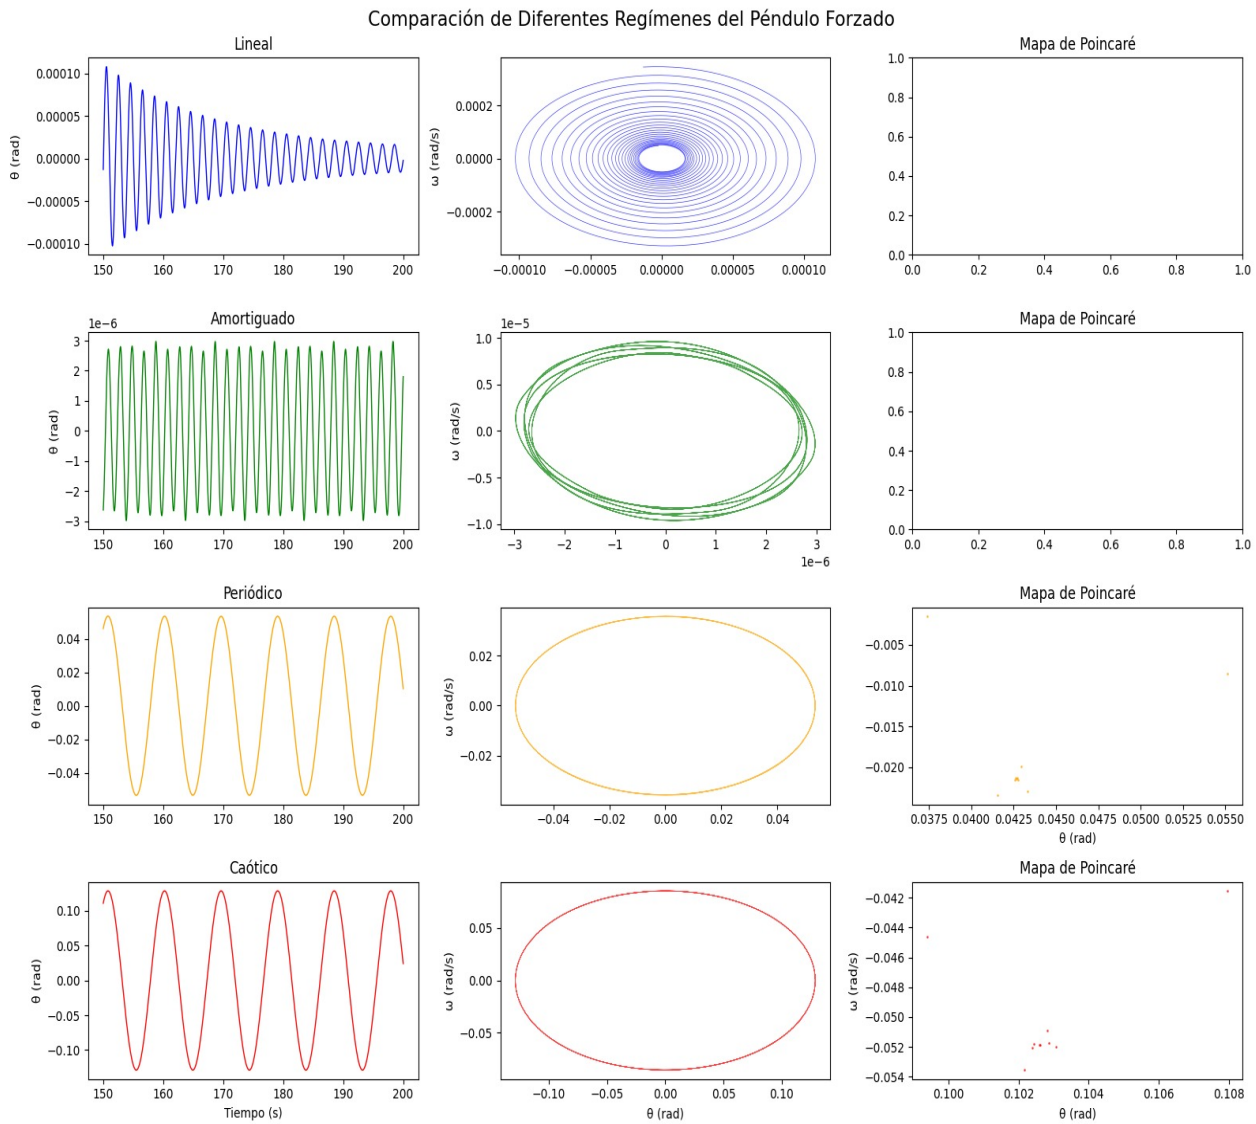 Comparación de Diferentes Regímenes del Péndulo Forzado
Lineal
Mapa de Poincaré
θ (rad)
0.00010
0.00005
0.00000
−0.00005
−0.00010
150 160 170 180 190 200
ω (rad/s)
0.0002
0.0000
−0.0002
−0.00010 −0.00005 0.00000 0.00005 0.00010
1.0
0.8
0.6
0.4
0.2
0.0
0.0 0.2 0.4 0.6 0.8 1.0
Amortiguado
Mapa de Poincaré
1e−6
θ (rad)
3
2
1
0
−1
−2
−3
150 160 170 180 190 200
1e−5
ω (rad/s)
1.0
0.5
0.0
−0.5
−1.0
−3 −2 −1 0 1 2 3
1e−6
1.0
0.8
0.6
0.4
0.2
0.0
0.0 0.2 0.4 0.6 0.8 1.0
Periódico
Mapa de Poincaré
θ (rad)
0.04
0.02
0.00
−0.02
−0.04
150 160 170 180 190 200
ω (rad/s)
0.02
0.00
−0.02
−0.04 −0.02 0.00 0.02 0.04
−0.005
−0.010
−0.015
−0.020
0.0375 0.0400 0.0425 0.0450 0.0475 0.0500 0.0525 0.0550
θ (rad)
Caótico
Mapa de Poincaré
θ (rad)
0.10
0.05
0.00
−0.05
−0.10
150 160 170 180 190 200
Tiempo (s)
ω (rad/s)
0.05
0.00
−0.05
−0.10 −0.05 0.00 0.05 0.10
θ (rad)
ω (rad/s)
−0.042
−0.044
−0.046
−0.048
−0.050
−0.052
−0.054
0.100 0.102 0.104 0.106 0.108
θ (rad)